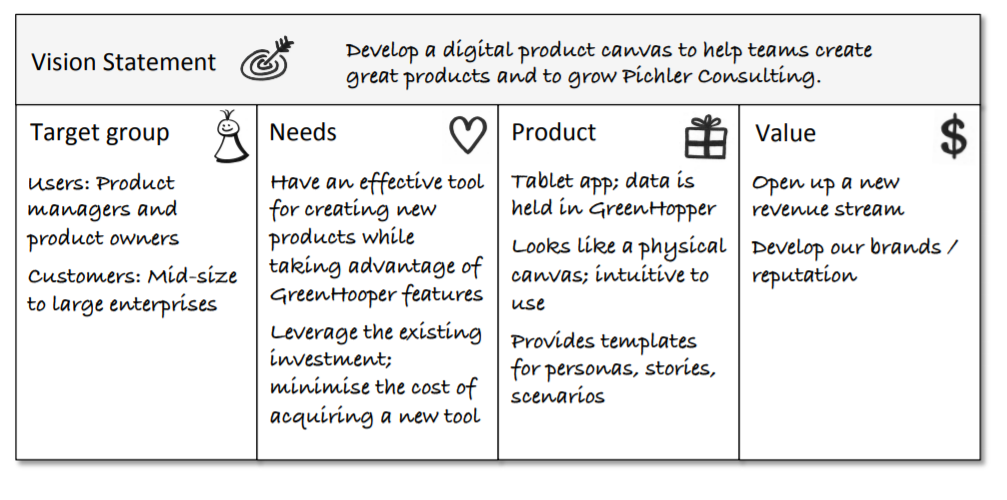 Vision Statement
Develop a digital product canvas to help teams create
great products and to grow Pichler Consulting.
Target group
Users: Product
managers and
product owners
Customers: Mid-size
to large enterprises
Needs
Have an effective tool
for creating new
products while
taking advantage of
GreenHooper features
Leverage the existing
investment;
minimise the cost of
acquiring a new tool
Product
Tablet app; data is
held in GreenHopper
Looks like a physical
canvas; intuitive to
use
Provides templates
for personas, stories,
scenarios
Value
$
Open up a new
revenue stream
Develop our brands /
reputation